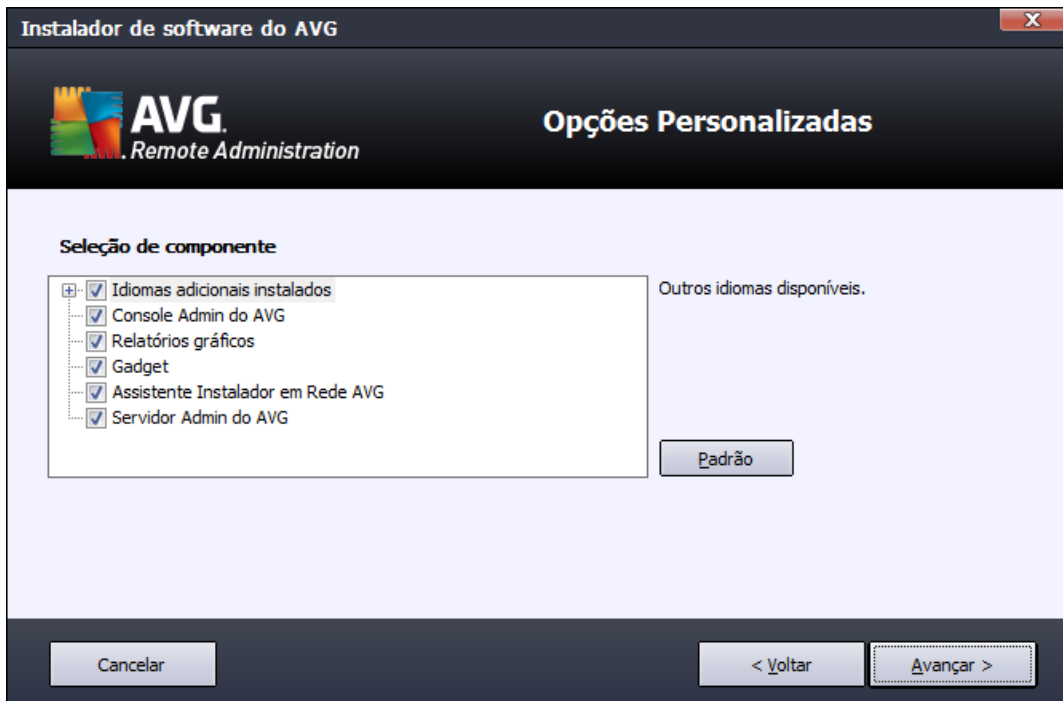 Instalador de software do AVG
AVG.
Remote Administration
Opções Personalizadas
Seleção de componente
Idiomas adicionais instalados
Console Admin do AVG
Relatórios gráficos
Gadget
Assistente Instalador em Rede AVG
Servidor Admin do AVG
Outros idiomas disponíveis.
Padrão
Cancelar
< Voltar
Avançar >